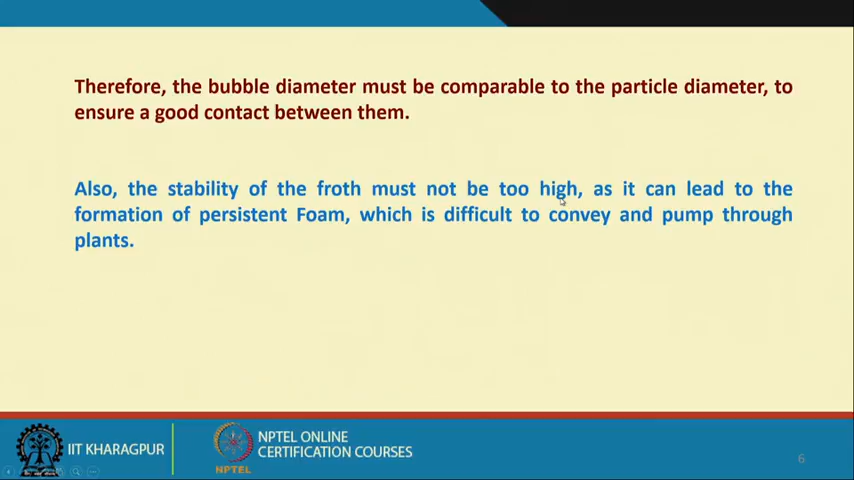 Therefore, the bubble diameter must be comparable to the particle diameter, to
ensure a good contact between them.
Also, the stability of the froth must not be too high, as it can lead to the
formation of persistent Foam, which is difficult to convey and pump through
plants.
IIT KHARAGPUR
NPTEL
NPTEL ONLINE
CERTIFICATION COURSES
6